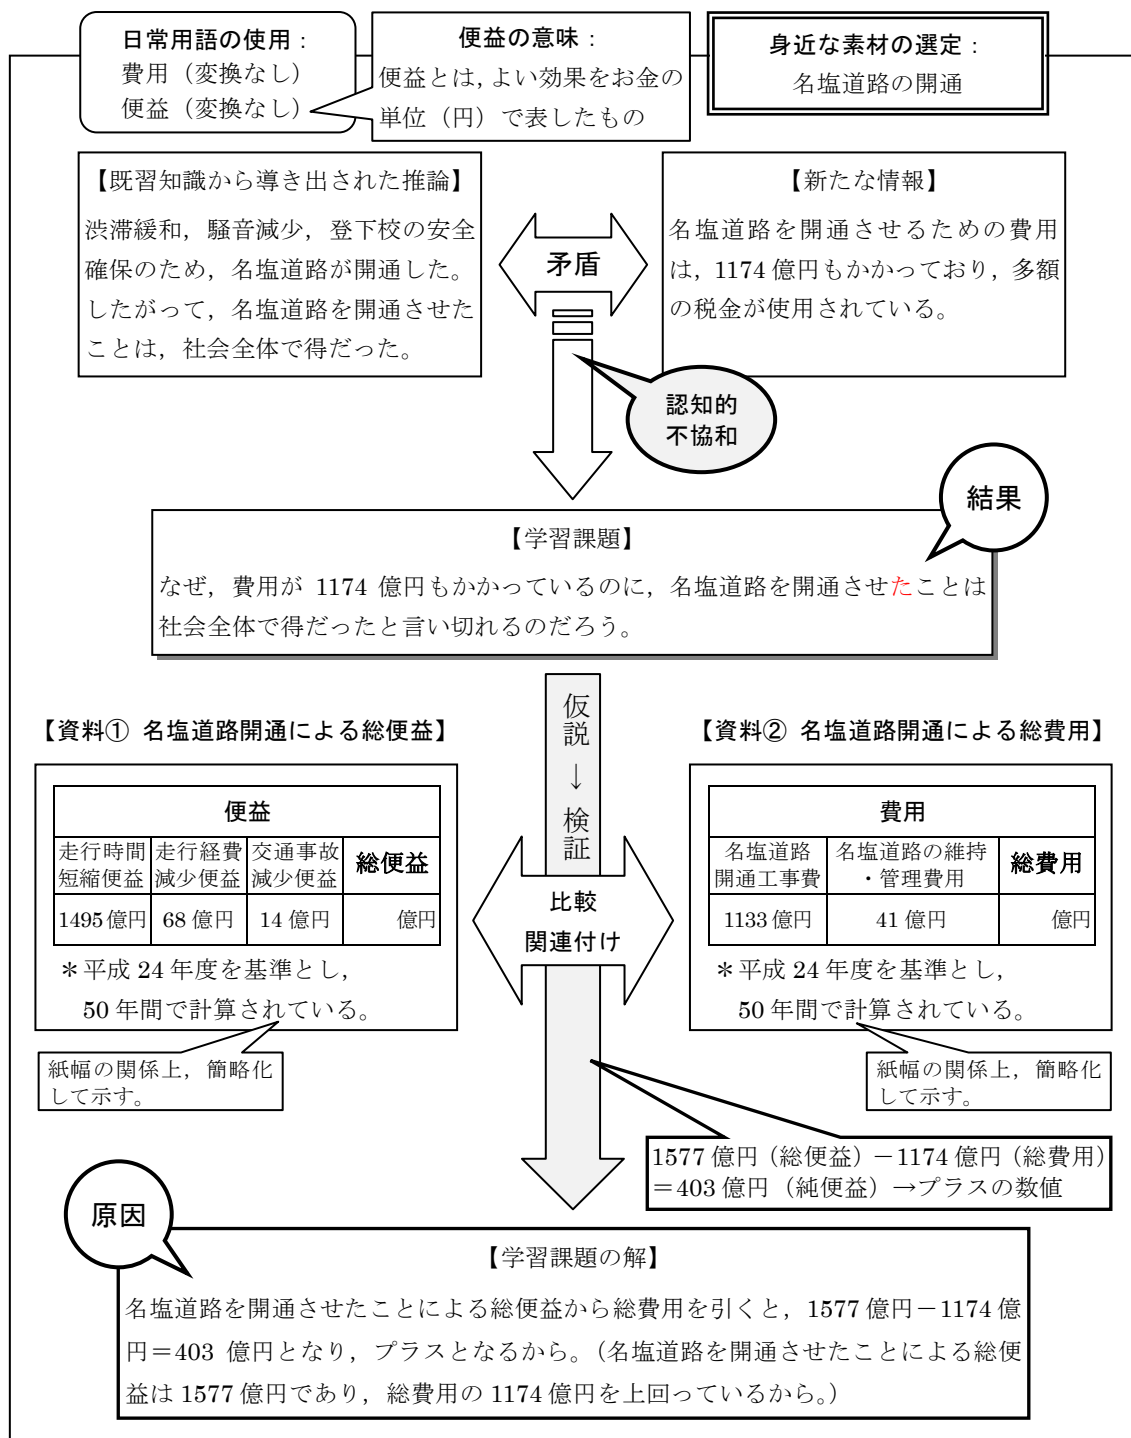 日常用語の使用：
費用（変換なし）
便益（変換なし）
便益の意味：
便益とは，よい効果をお金の
単位（円）で表したもの
身近な素材の選定：
名塩道路の開通
【既習知識から導き出された推論】
渋滞緩和，騒音減少，登下校の安全
確保のため，名塩道路が開通した。
したがって，名塩道路を開通させた
ことは，社会全体で得だった。
矛盾
【新たな情報】
名塩道路を開通させるための費用
は，1174 億円もかかっており，多額
の税金が使用されている。
認知的
不協和
結果
【学習課題】
なぜ，費用が 1174 億円もかかっているのに，名塩道路を開通させたことは
社会全体で得だったと言い切れるのだろう。
仮説→検証
【資料① 名塩道路開通による総便益】
便益
走行時間
短縮便益
走行経費
減少便益
交通事故
減少便益
総便益
1495 億円
68 億円
14 億円
億円
＊平成 24 年度を基準とし，
50 年間で計算されている。
紙幅の関係上，簡略化
して示す。
比較
関連付け
【資料② 名塩道路開通による総費用】
費用
名塩道路
開通工事費
名塩道路の維持
・管理費用
総費用
1133 億円
41 億円
億円
＊平成 24 年度を基準とし，
50 年間で計算されている。
紙幅の関係上，簡略化
して示す。
1577 億円（総便益）－1174 億円（総費用）
＝403 億円（純便益）→プラスの数値
原因
【学習課題の解】
名塩道路を開通させたことによる総便益から総費用を引くと，1577 億円－1174 億
円＝403 億円となり，プラスとなるから。（名塩道路を開通させたことによる総便
益は 1577 億円であり，総費用の 1174 億円を上回っているから。）